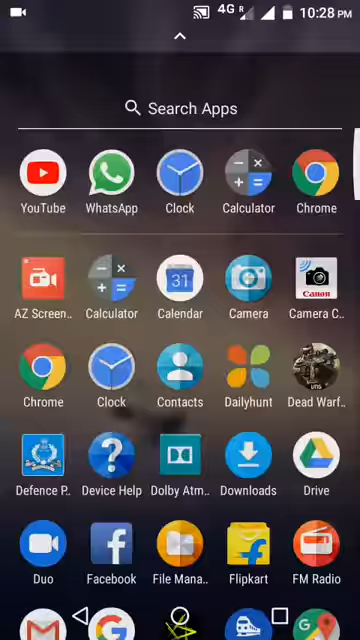 4G R 10:28 PM
Search Apps
YouTube WhatsApp Clock Calculator Chrome
31 Canon
AZ Screen.. Calculator Calendar Camera Camera C..
Chrome Clock Contacts Dailyhunt Dead Warf..
Defence P.. Device Help Dolby Atm.. Downloads Drive
Duo Facebook File Mana.. Flipkart FM Radio